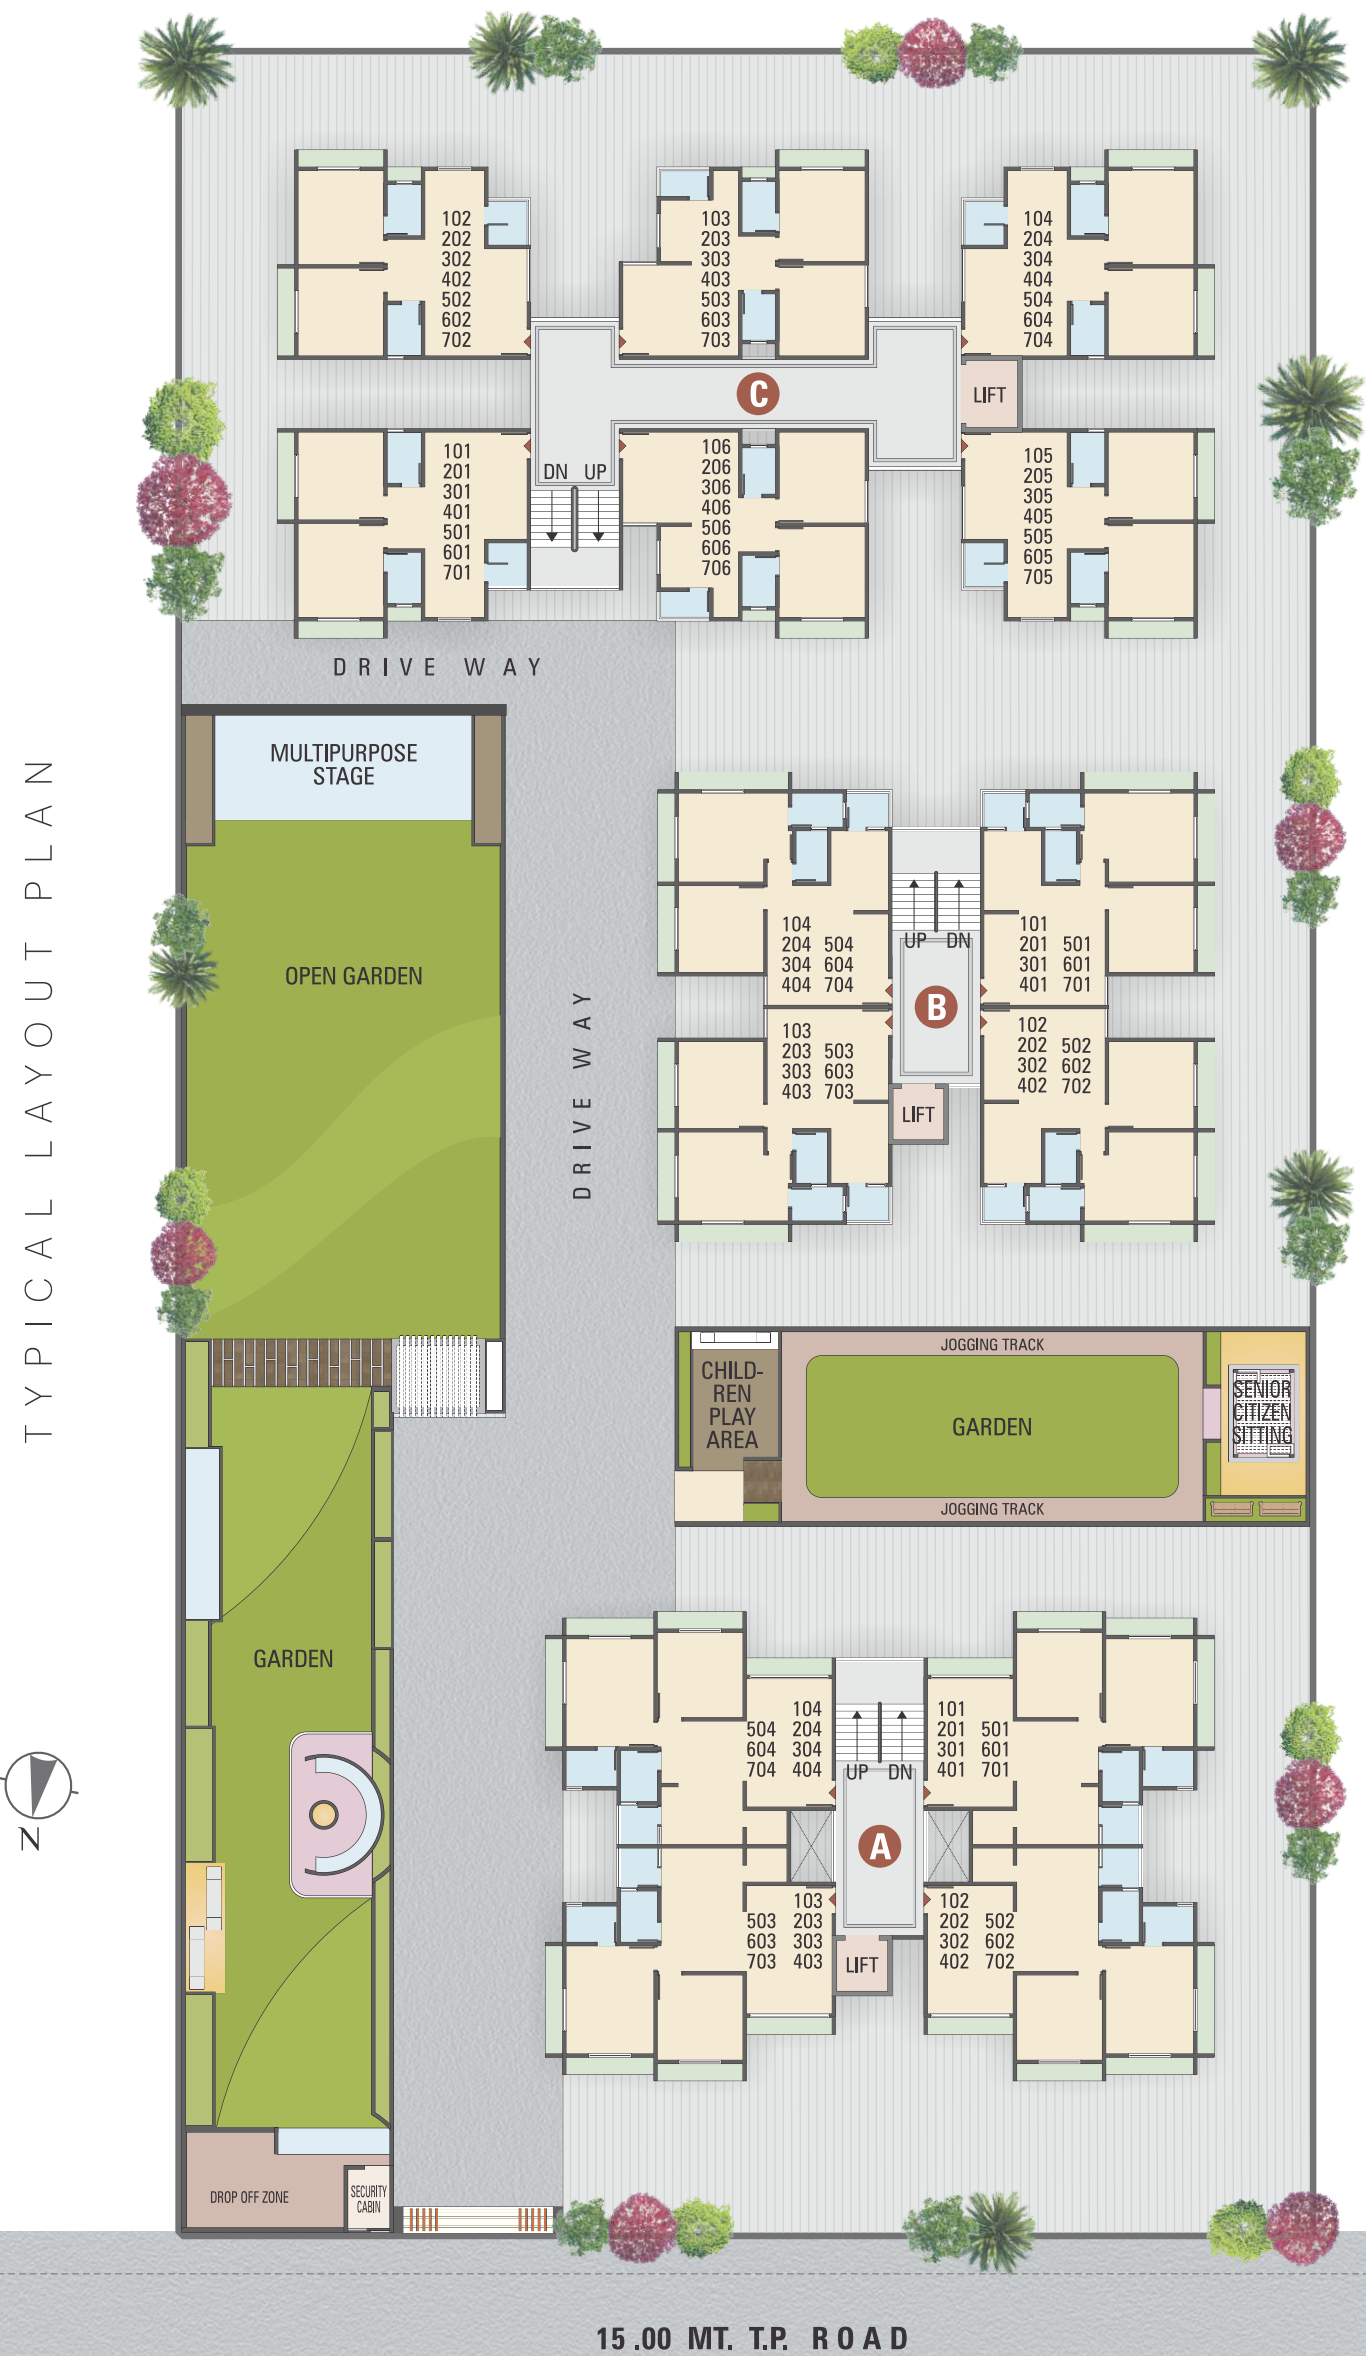 TYPICAL LAYOUT PLAN
102
202
302
402
502
602
702
103
203
303
403
503
603
703
104
204
304
404
504
604
704
C
LIFT
101
201
301
401
501
601
701
DN UP
106
206
306
406
506
606
706
105
205
305
405
505
605
705
DRIVE WAY
MULTIPURPOSE
STAGE
OPEN GARDEN
DRIVE WAY
104
204 504
304 604
404 704
UP DN
101
201 501
301 601
401 701
B
103
203 503
303 603
403 703
102
202 502
302 602
402 702
LIFT
CHILD-
REN
PLAY
AREA
JOGGING TRACK
GARDEN
JOGGING TRACK
SENIOR
CITIZEN
SITTING
GARDEN
104
504 204
604 304
704 404
UP DN
101
201 501
301 601
401 701
A
103
503 203
603 303
703 403
102
202 502
302 602
402 702
LIFT
N
DROP OFF ZONE
SECURITY
CABIN
15.00 MT. T.P. ROAD